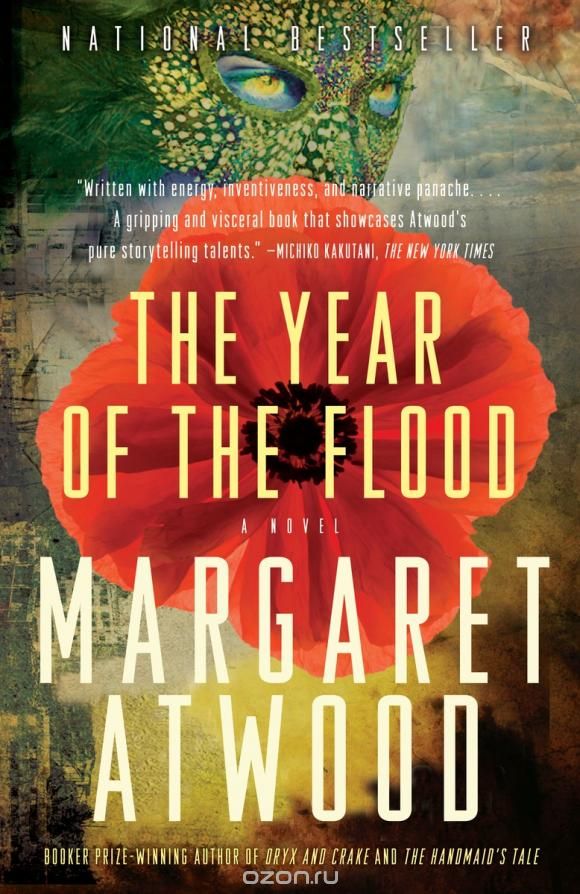 NATIONAL BESTSELLER
"Written with energy, inventiveness, and narrative panache. . . .
A gripping and visceral book that showcases Atwood's
pure storytelling talents." –MICHIKO KAKUTANI, THE NEW YORK TIMES
THE YEAR
OF THE FLOOD
A NOVEL
MARGARET
ATWOOD
BOOKER PRIZE-WINNING AUTHOR OF ORYX AND CRAKE AND THE HANDMAID'S TALE
ozon.ru